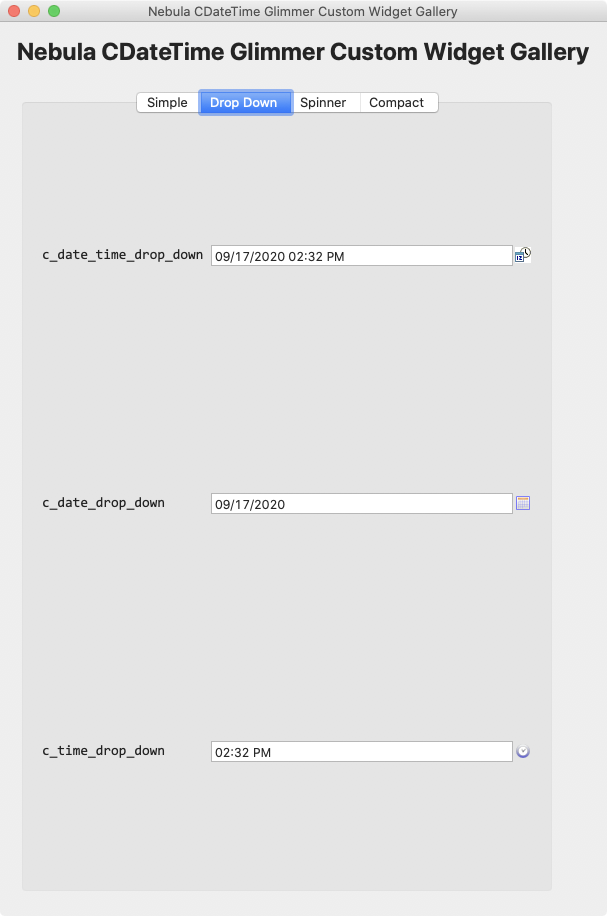 Nebula CDateTime Glimmer Custom Widget Gallery
Nebula CDateTime Glimmer Custom Widget Gallery
Simple Drop Down Spinner Compact
c_date_time_drop_down 09/17/2020 02:32 PM
c_date_drop_down 09/17/2020
c_time_drop_down 02:32 PM